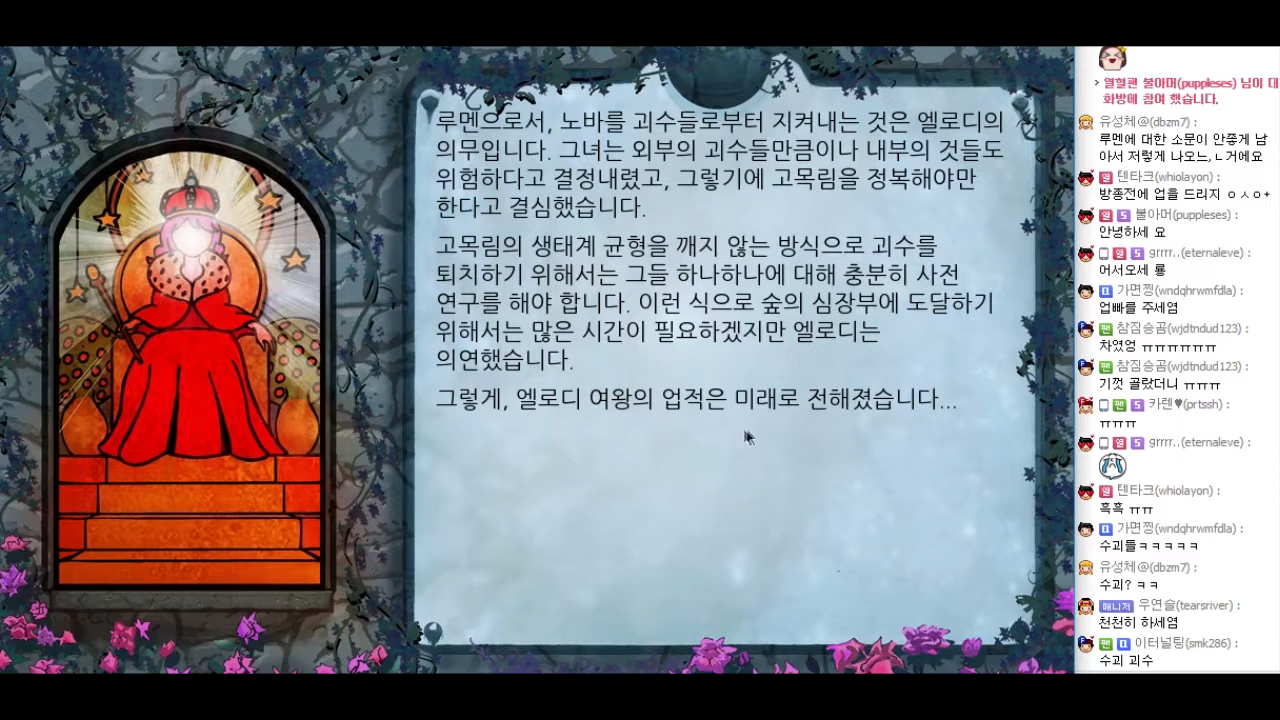 루멘으로서, 노바를 괴수들로부터 지켜내는 것은 엘로디의
의무입니다. 그녀는 외부의 괴수들만큼이나 내부의 것들도
위험하다고 결정내렸고, 그렇기에 고목림을 정복해야만
한다고 결심했습니다.
고목림의 생태계 균형을 깨지 않는 방식으로 괴수를
퇴치하기 위해서는 그들 하나하나에 대해 충분히 사전
연구를 해야 합니다. 이런 식으로 숲의 심장부에 도달하기
위해서는 많은 시간이 필요하겠지만 엘로디는
의연했습니다.
그렇게, 엘로디 여왕의 업적은 미래로 전해졌습니다...
> 열혈팬 불아머(puppleses) 님이 대
화방에 참여 했습니다.
유성체@(dbzm7) :
루멘에 대한 소문이 안좋게 남
아서 저렇게 나오느,ㄴ거에요
열 텐타크(whiolayon) :
방종전에 업을 드리지 ㅇㅅㅇ+
열 S 불아머(puppleses) :
안녕하세 요
열 S grrrr..(eternaleve) :
어서오세 룡
가면찡(wndqhrwmfdla) :
업빠를 주세염
팬 참짐승곰(wjdtndud123) :
차였엉 ㅠㅠㅠㅠㅠㅠ
팬 참짐승곰(wjdtndud123) :
기껏 골랐더니 ㅠㅠㅠ
팬 S 카렌♥(prtssh) :
ㅠㅠㅠ
열 S grrrr..(eternaleve) :
열 텐타크(whiolayon) :
흑흑 ㅠㅠ
가면찡(wndqhrwmfdla) :
수괴들ㅋㅋㅋㅋㅋ
유성체@(dbzm7) :
수괴? ㅋㅋ
매니저 우연슬(tearsriver) :
천천히 하세염
팬 이터널팅(smk286) :
수괴 괴수